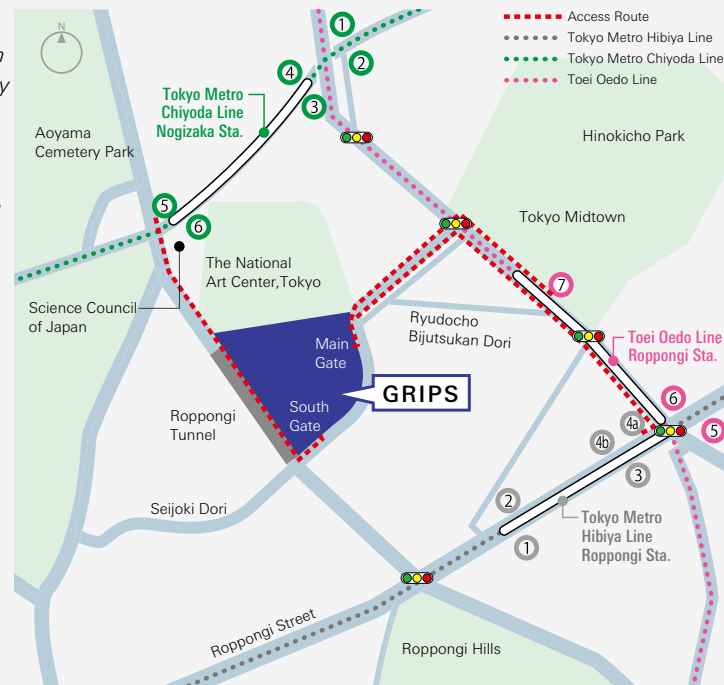 Access Route
Tokyo Metro Hibiya Line
Tokyo Metro Chiyoda Line
Toei Oedo Line
N
1
2
4
3
Tokyo Metro
Chiyoda Line
Nogizaka Sta.
Aoyama
Cemetery Park
Hinokicho Park
5
6
Tokyo Midtown
The National
Art Center,Tokyo
7
Science Council
of Japan
Ryudocho
Bijutsukan Dori
Main
Gate
Toei Oedo Line
Roppongi Sta.
GRIPS
South
Gate
Roppongi
Tunnel
6
4a
5
4b
3
Seijoki Dori
2
1
Tokyo Metro
Hibiya Line
Roppongi Sta.
Roppongi Street
Roppongi Hills